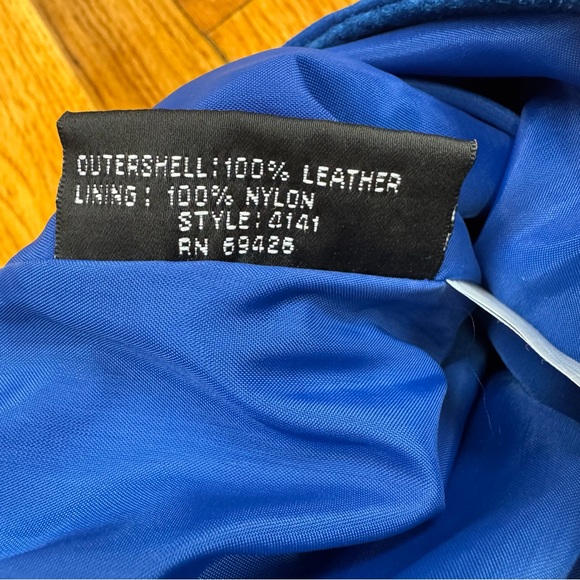 OUTERSHELL:100% LEATHER
LINING: 100% NYLON
STYLE:4141
RN 69426